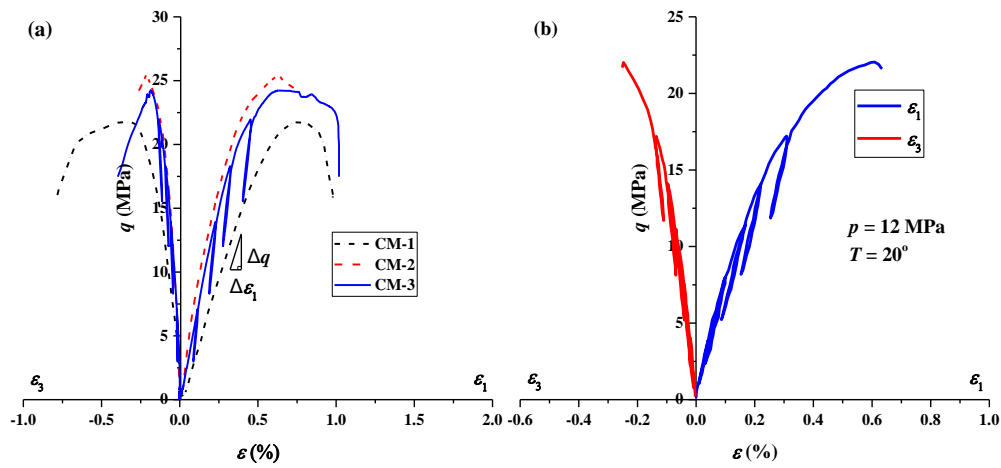 (a)
30
25
20
15
10
5
0
q (MPa)
Δq
Δε₁
CM-1
CM-2
CM-3
ε₃
ε₁
-1.0 -0.5 0.0 0.5 1.0 1.5 2.0
ε (%)
(b)
25
20
15
10
5
0
q (MPa)
ε₁
ε₃
p = 12 MPa
T = 20°
ε₃
ε₁
-0.6 -0.4 -0.2 0.0 0.2 0.4 0.6 0.8 1.0
ε (%)